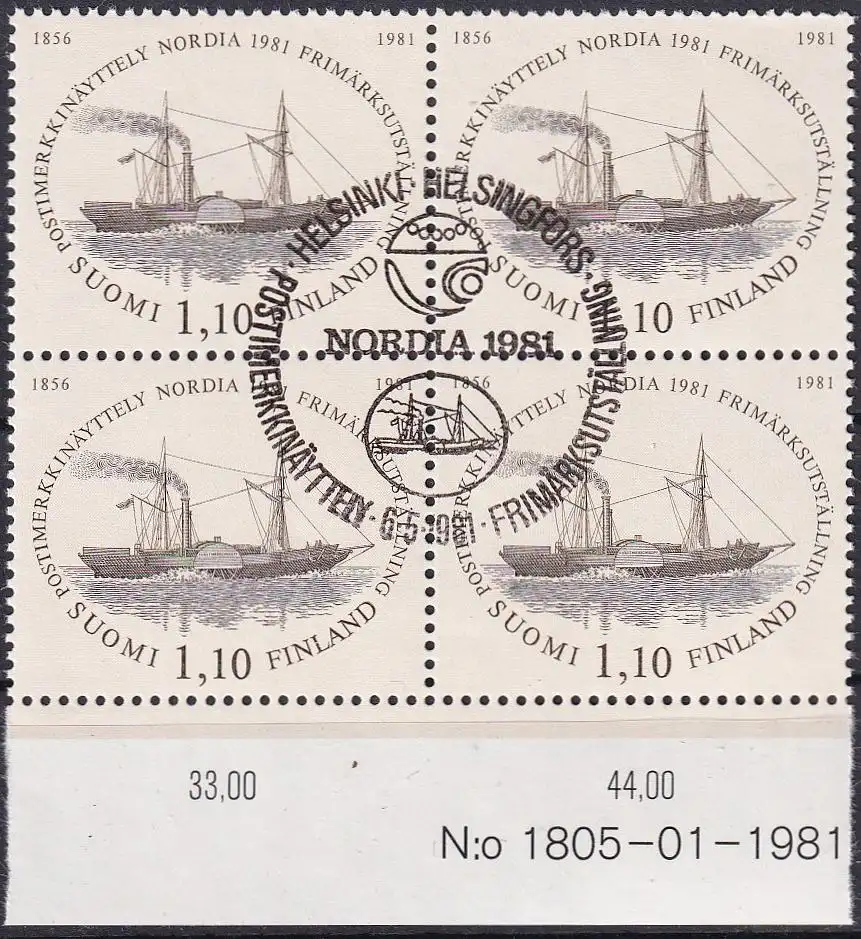 1856 1981
POSTIMERKKINÄYTTELY NORDIA 1981 FRIMÄRKSUTSTÄLLNING
SUOMI 1,10 FINLAND
1856 1981
POSTIMERKKINÄYTTELY NORDIA 1981 FRIMÄRKSUTSTÄLLNING
SUOMI 10 FINLAND
HELSINKI · HELSINGFORS
· POSTIMERKKINÄYTTELY · 6.5.1981 · FRIMÄRKSUTSTÄLLNING ·
NORDIA 1981
1856 1981
POSTIMERKKINÄYTTELY NORDIA 1981 FRIMÄRKSUTSTÄLLNING
SUOMI 1,10 FINLAND
1856 1981
POSTIMERKKINÄYTTELY NORDIA 1981 FRIMÄRKSUTSTÄLLNING
SUOMI 1,10 FINLAND
33,00 44,00
N:o 1805-01-1981